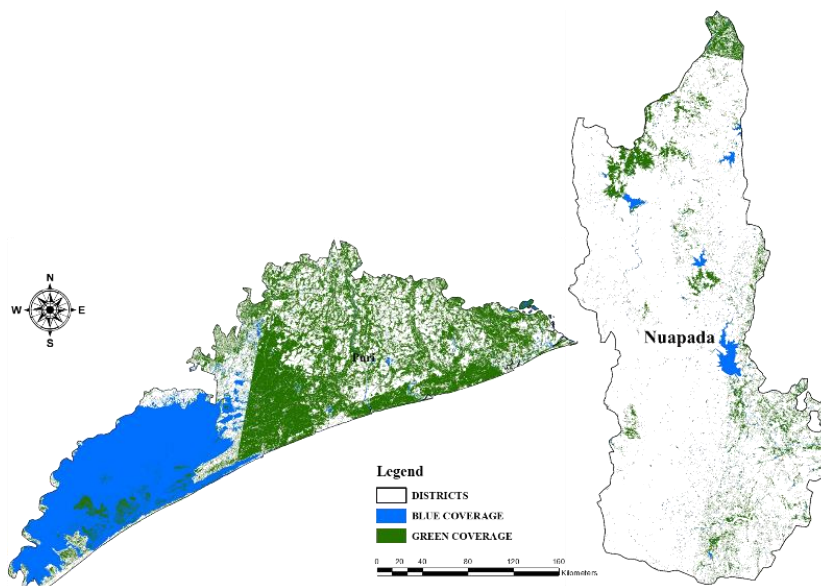 N
W E
S
Puri
Nuapada
Legend
DISTRICTS
BLUE COVERAGE
GREEN COVERAGE
0 20 40 80 120 160
Kilometers